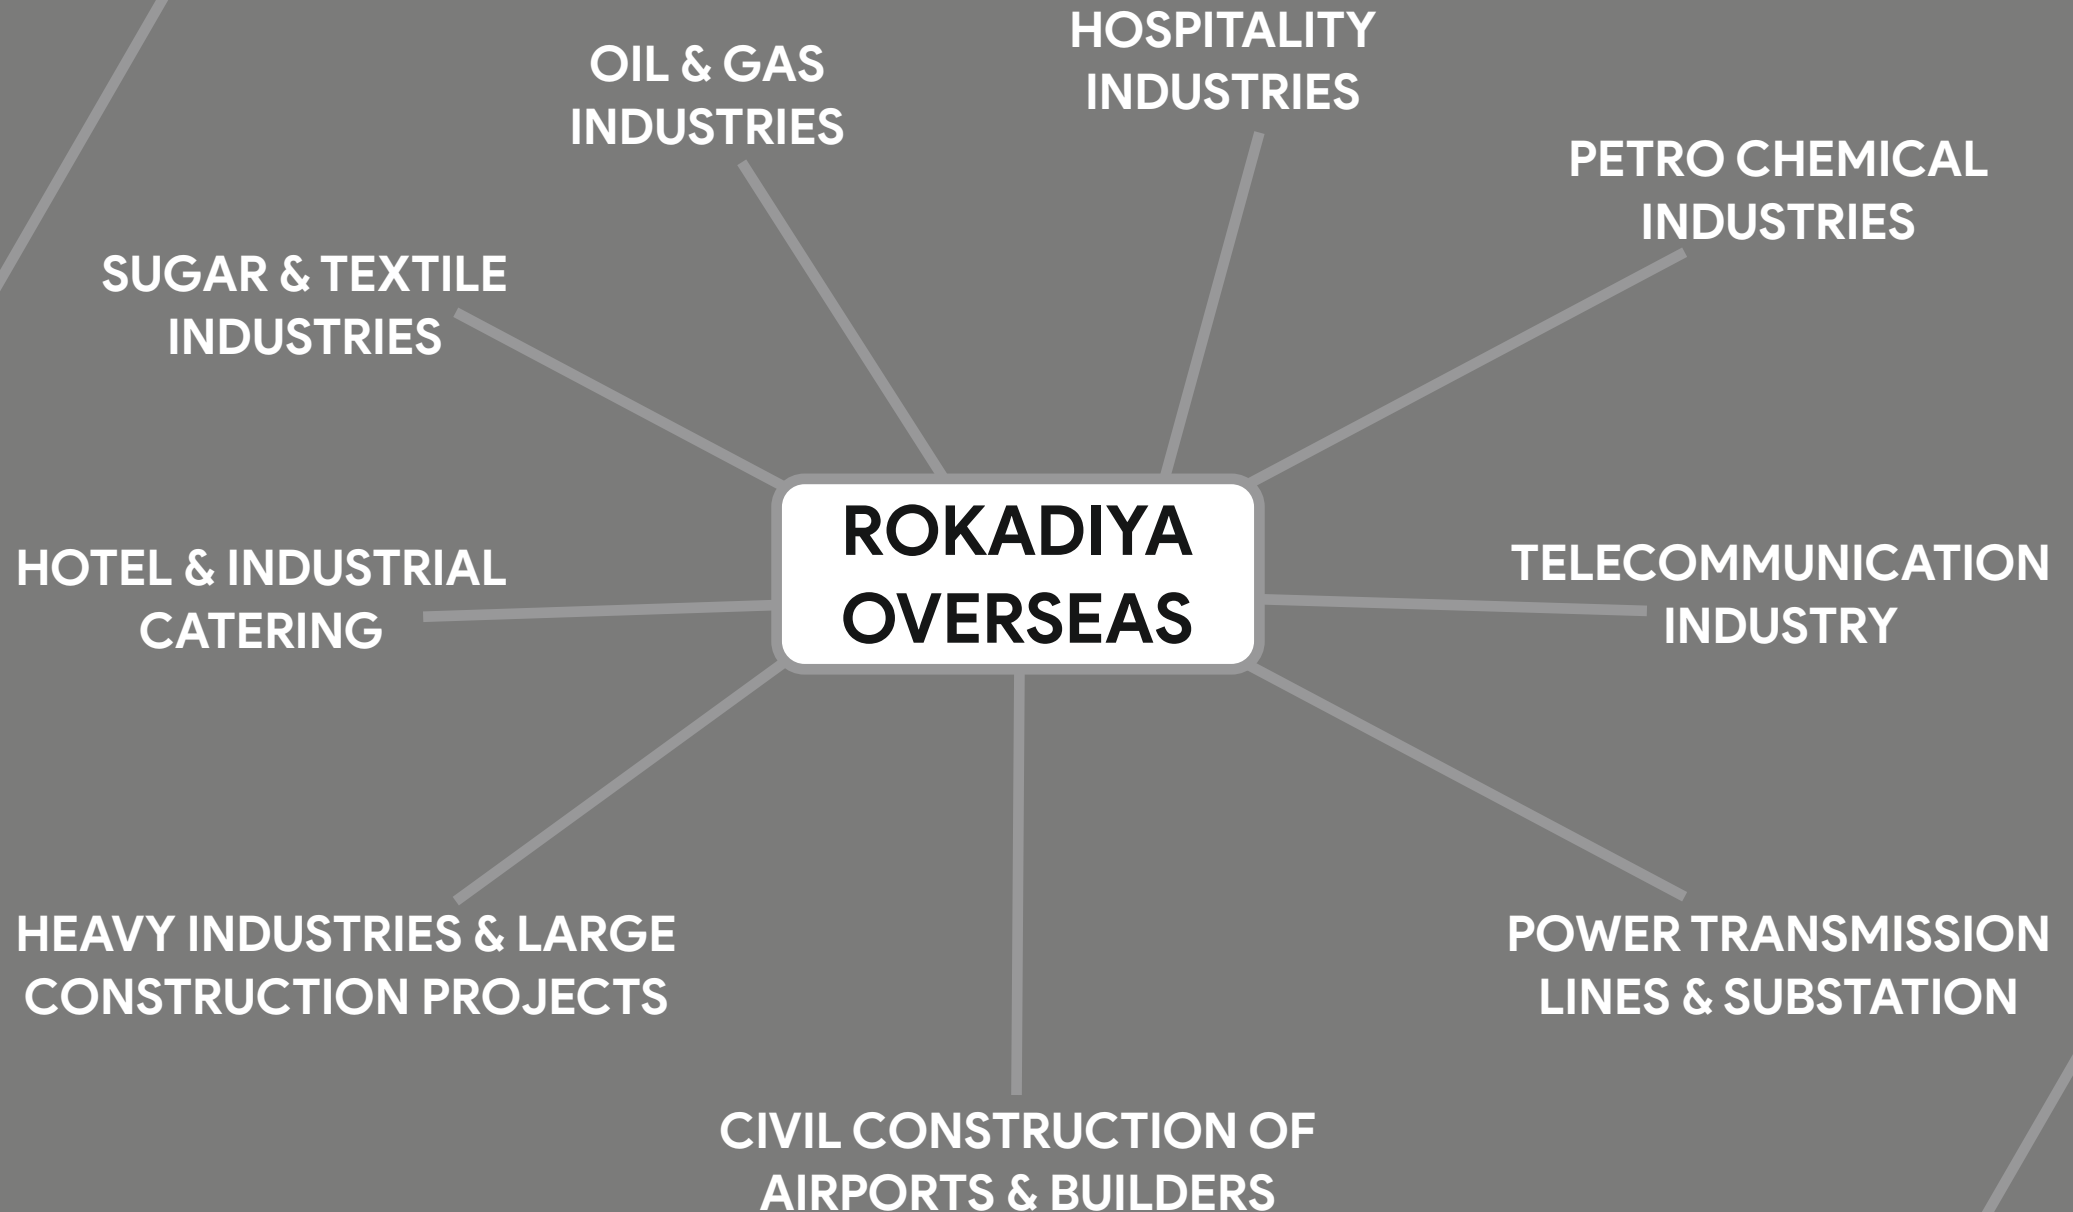 HOSPITALITY
INDUSTRIES
OIL & GAS
INDUSTRIES
PETRO CHEMICAL
INDUSTRIES
SUGAR & TEXTILE
INDUSTRIES
ROKADIYA
OVERSEAS
HOTEL & INDUSTRIAL
CATERING
TELECOMMUNICATION
INDUSTRY
HEAVY INDUSTRIES & LARGE
CONSTRUCTION PROJECTS
POWER TRANSMISSION
LINES & SUBSTATION
CIVIL CONSTRUCTION OF
AIRPORTS & BUILDERS